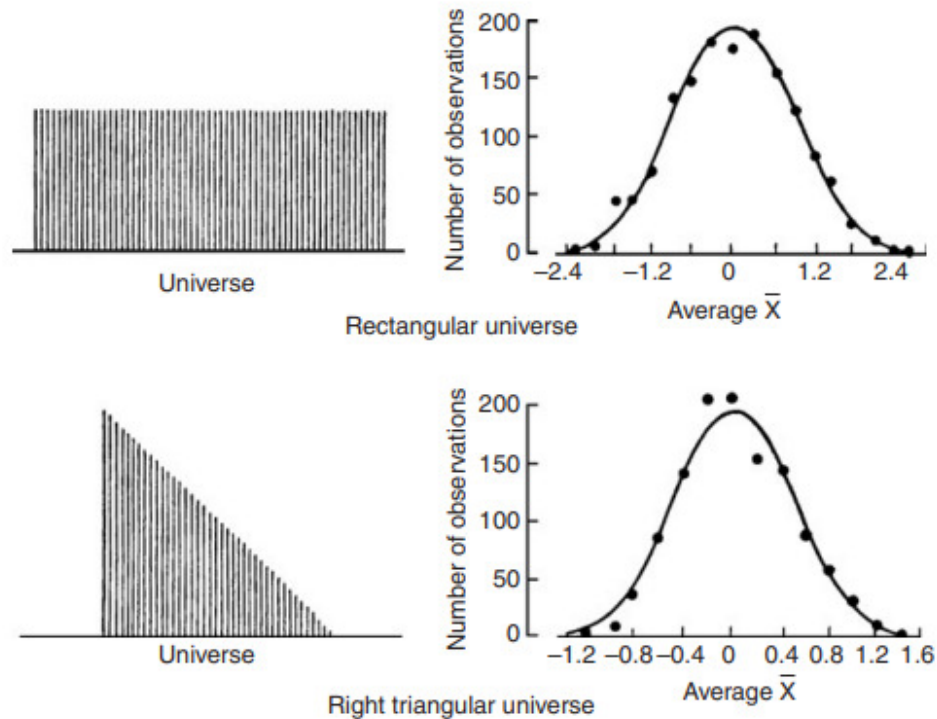 Universe
Number of observations
200
150
100
50
0
−2.4 −1.2 0 1.2 2.4
Average X̅
Rectangular universe
Universe
Number of observations
200
150
100
50
0
−1.2 −0.8 −0.4 0 0.4 0.8 1.2 1.6
Average X̅
Right triangular universe